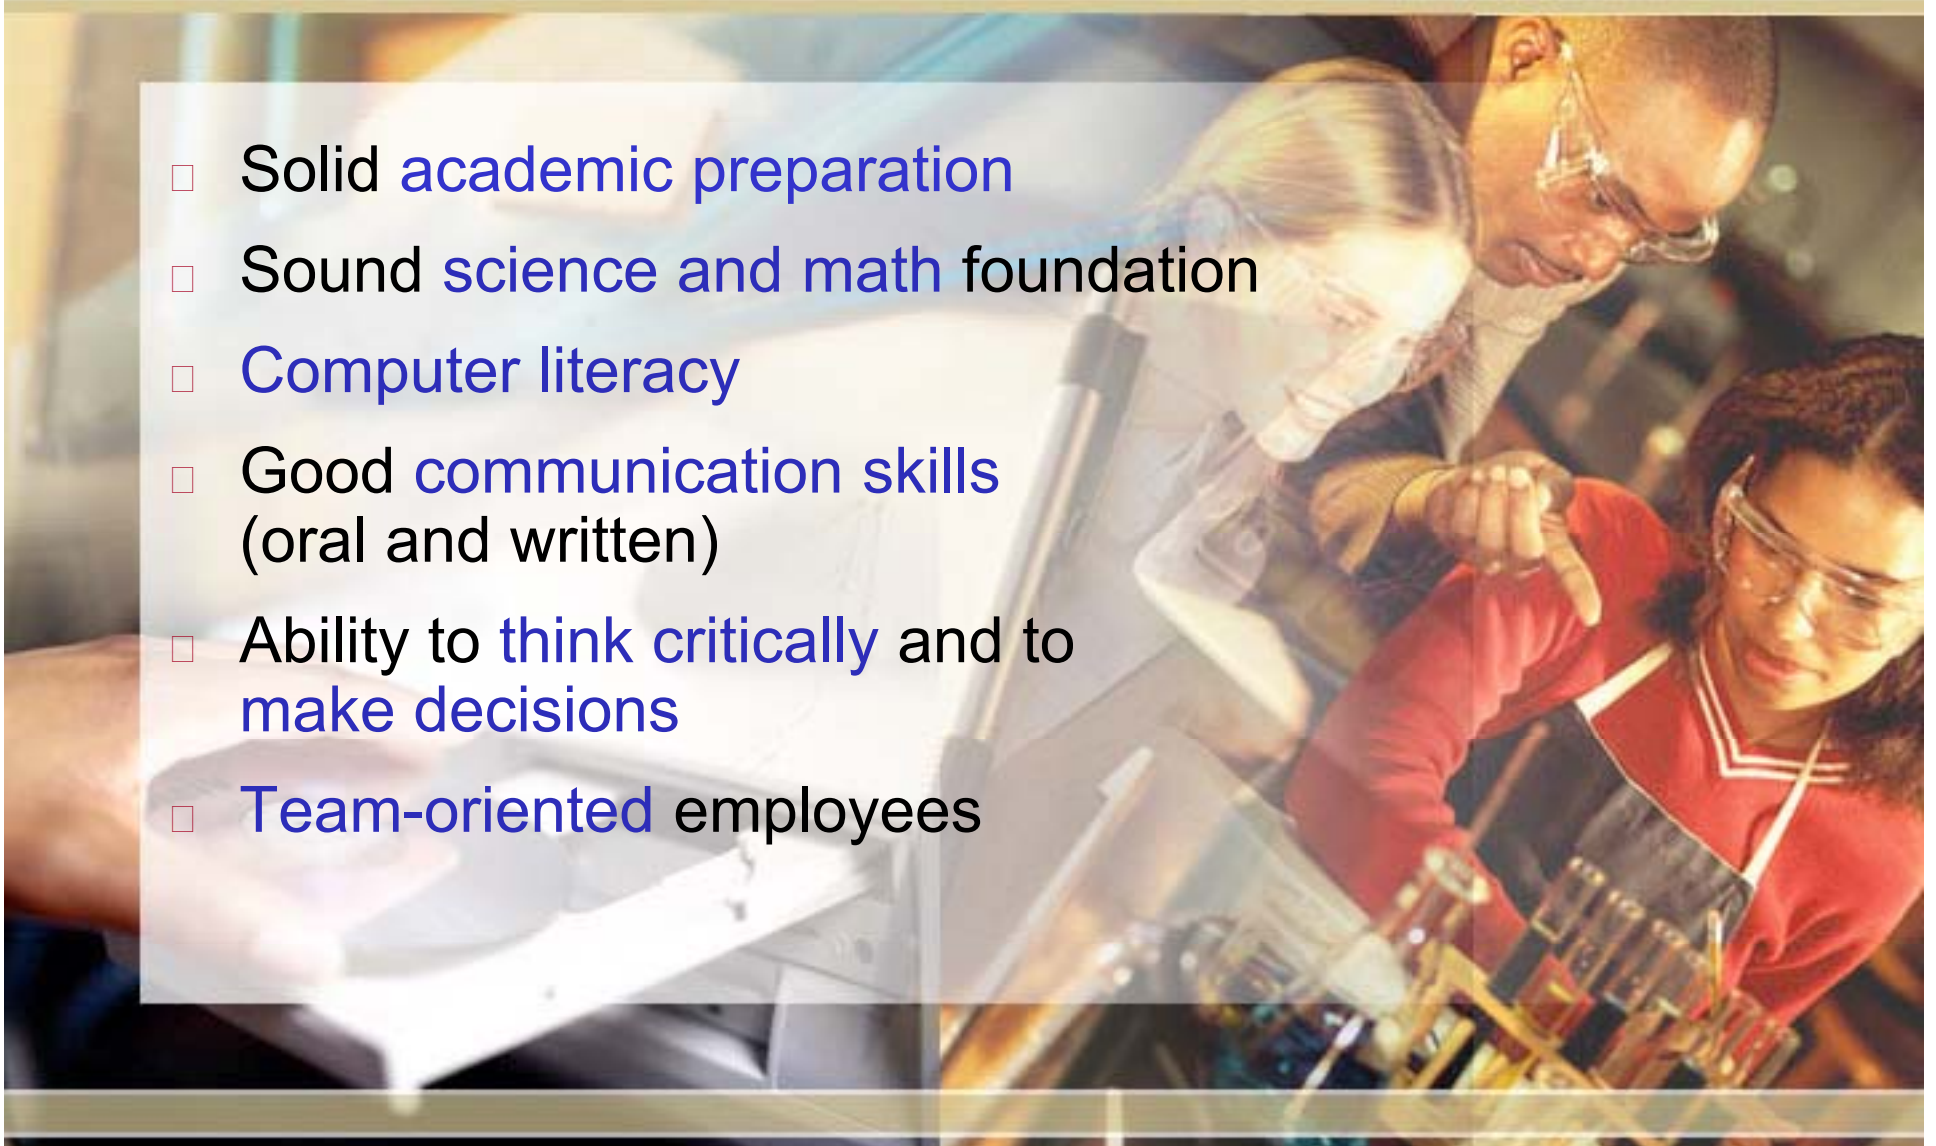 Solid academic preparation
Sound science and math foundation
Computer literacy
Good communication skills
(oral and written)
Ability to think critically and to
make decisions
Team-oriented employees